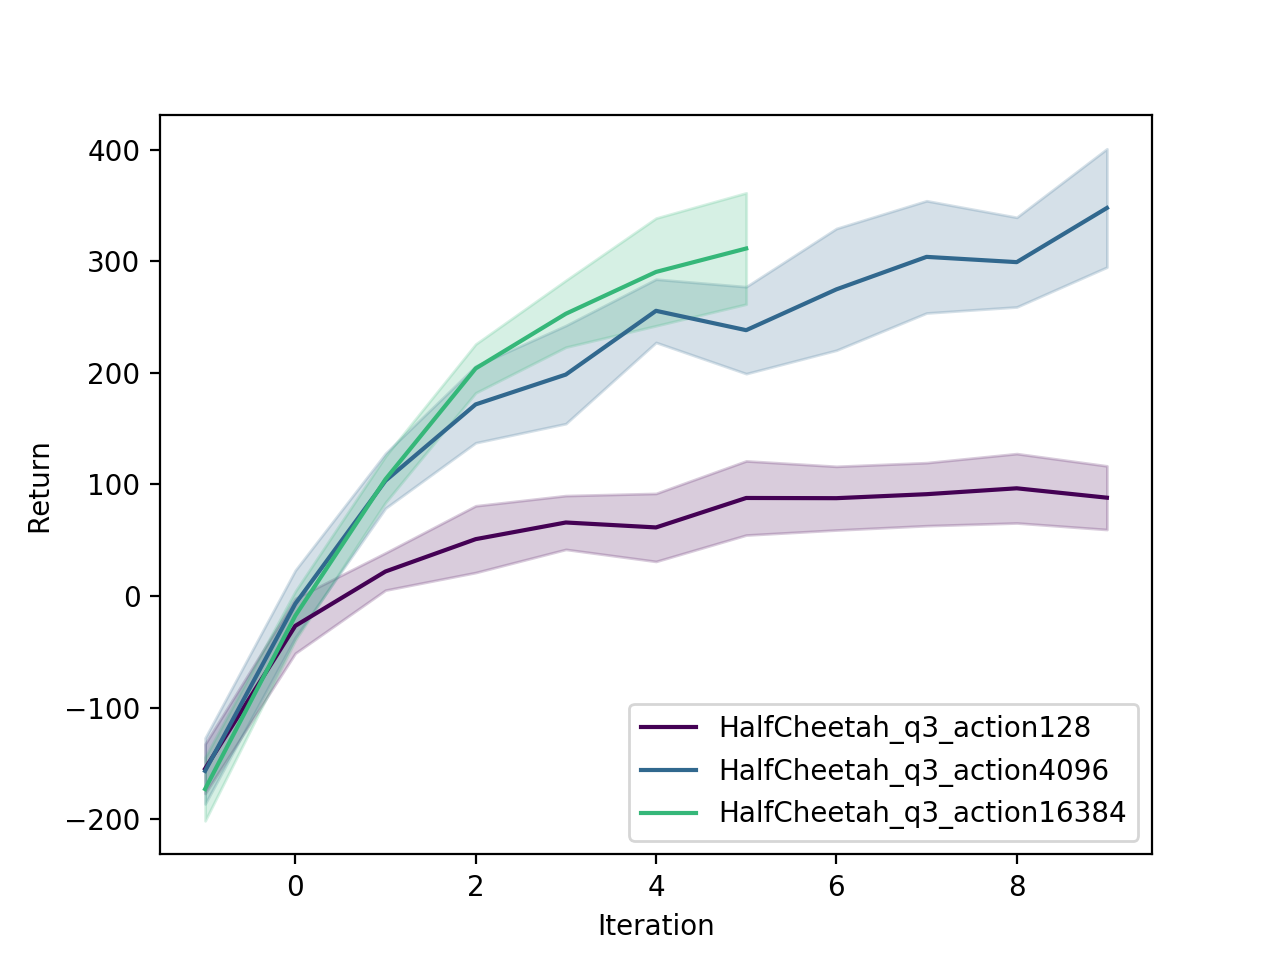 400
300
200
100
0
−100
−200
Return
0 2 4 6 8
Iteration
HalfCheetah_q3_action128
HalfCheetah_q3_action4096
HalfCheetah_q3_action16384